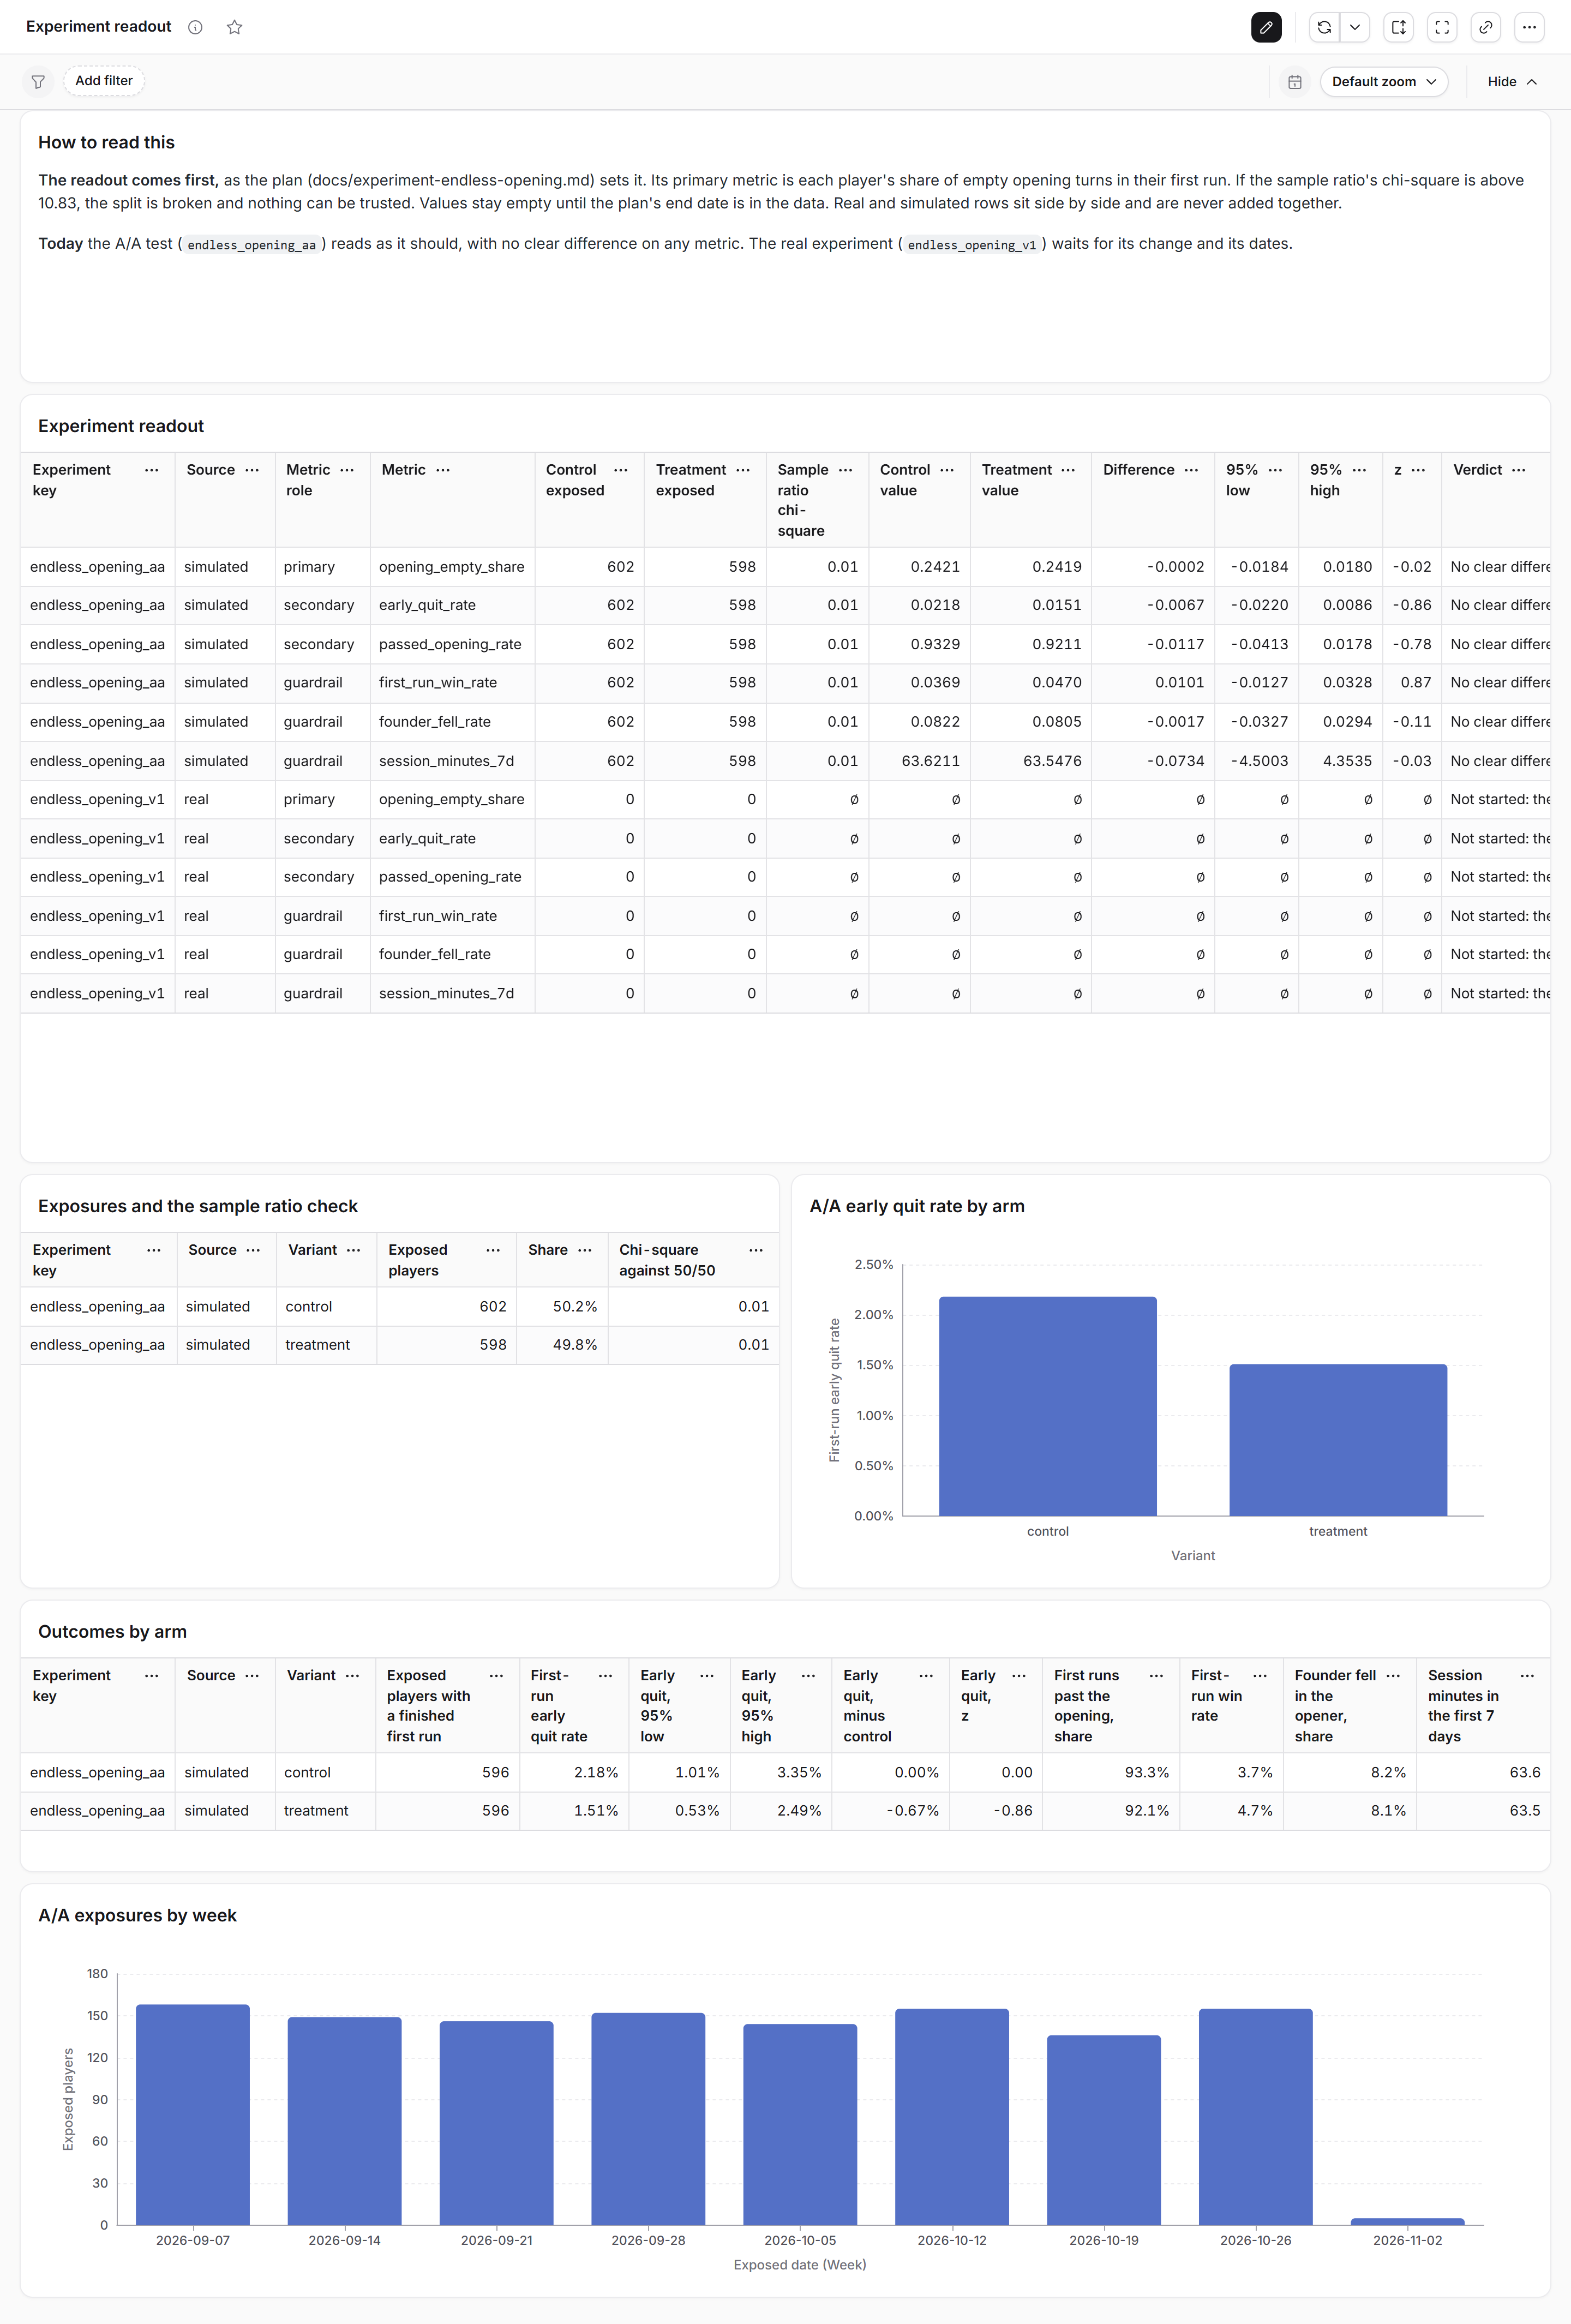 Experiment readout
Add filter
Default zoom
Hide
How to read this
The readout comes first, as the plan (docs/experiment-endless-opening.md) sets it. Its primary metric is each player's share of empty opening turns in their first run. If the sample ratio's chi-square is above
10.83, the split is broken and nothing can be trusted. Values stay empty until the plan's end date is in the data. Real and simulated rows sit side by side and are never added together.
Today the A/A test ( endless_opening_aa ) reads as it should, with no clear difference on any metric. The real experiment ( endless_opening_v1 ) waits for its change and its dates.
Experiment readout
Experiment key ... Source ... Metric role ... Metric ... Control exposed ... Treatment exposed ... Sample ratio chi-square ... Control value ... Treatment value ... Difference ... 95% low ... 95% high ... z ... Verdict ...
endless_opening_aa simulated primary opening_empty_share 602 598 0.01 0.2421 0.2419 -0.0002 -0.0184 0.0180 -0.02 No clear differe
endless_opening_aa simulated secondary early_quit_rate 602 598 0.01 0.0218 0.0151 -0.0067 -0.0220 0.0086 -0.86 No clear differe
endless_opening_aa simulated secondary passed_opening_rate 602 598 0.01 0.9329 0.9211 -0.0117 -0.0413 0.0178 -0.78 No clear differe
endless_opening_aa simulated guardrail first_run_win_rate 602 598 0.01 0.0369 0.0470 0.0101 -0.0127 0.0328 0.87 No clear differe
endless_opening_aa simulated guardrail founder_fell_rate 602 598 0.01 0.0822 0.0805 -0.0017 -0.0327 0.0294 -0.11 No clear differe
endless_opening_aa simulated guardrail session_minutes_7d 602 598 0.01 63.6211 63.5476 -0.0734 -4.5003 4.3535 -0.03 No clear differe
endless_opening_v1 real primary opening_empty_share 0 0 ∅ ∅ ∅ ∅ ∅ ∅ ∅ Not started: the
endless_opening_v1 real secondary early_quit_rate 0 0 ∅ ∅ ∅ ∅ ∅ ∅ ∅ Not started: the
endless_opening_v1 real secondary passed_opening_rate 0 0 ∅ ∅ ∅ ∅ ∅ ∅ ∅ Not started: the
endless_opening_v1 real guardrail first_run_win_rate 0 0 ∅ ∅ ∅ ∅ ∅ ∅ ∅ Not started: the
endless_opening_v1 real guardrail founder_fell_rate 0 0 ∅ ∅ ∅ ∅ ∅ ∅ ∅ Not started: the
endless_opening_v1 real guardrail session_minutes_7d 0 0 ∅ ∅ ∅ ∅ ∅ ∅ ∅ Not started: the
Exposures and the sample ratio check
Experiment key ... Source ... Variant ... Exposed players ... Share ... Chi-square against 50/50 ...
endless_opening_aa simulated control 602 50.2% 0.01
endless_opening_aa simulated treatment 598 49.8% 0.01
A/A early quit rate by arm
First-run early quit rate
2.50%
2.00%
1.50%
1.00%
0.50%
0.00%
control treatment
Variant
Outcomes by arm
Experiment key ... Source ... Variant ... Exposed players with a finished first run ... First-run early quit rate ... Early quit, 95% low ... Early quit, 95% high ... Early quit, minus control ... Early quit, z ... First runs past the opening, share ... First-run win rate ... Founder fell in the opener, share ... Session minutes in the first 7 days ...
endless_opening_aa simulated control 596 2.18% 1.01% 3.35% 0.00% 0.00 93.3% 3.7% 8.2% 63.6
endless_opening_aa simulated treatment 596 1.51% 0.53% 2.49% -0.67% -0.86 92.1% 4.7% 8.1% 63.5
A/A exposures by week
Exposed players
180
150
120
90
60
30
0
2026-09-07 2026-09-14 2026-09-21 2026-09-28 2026-10-05 2026-10-12 2026-10-19 2026-10-26 2026-11-02
Exposed date (Week)